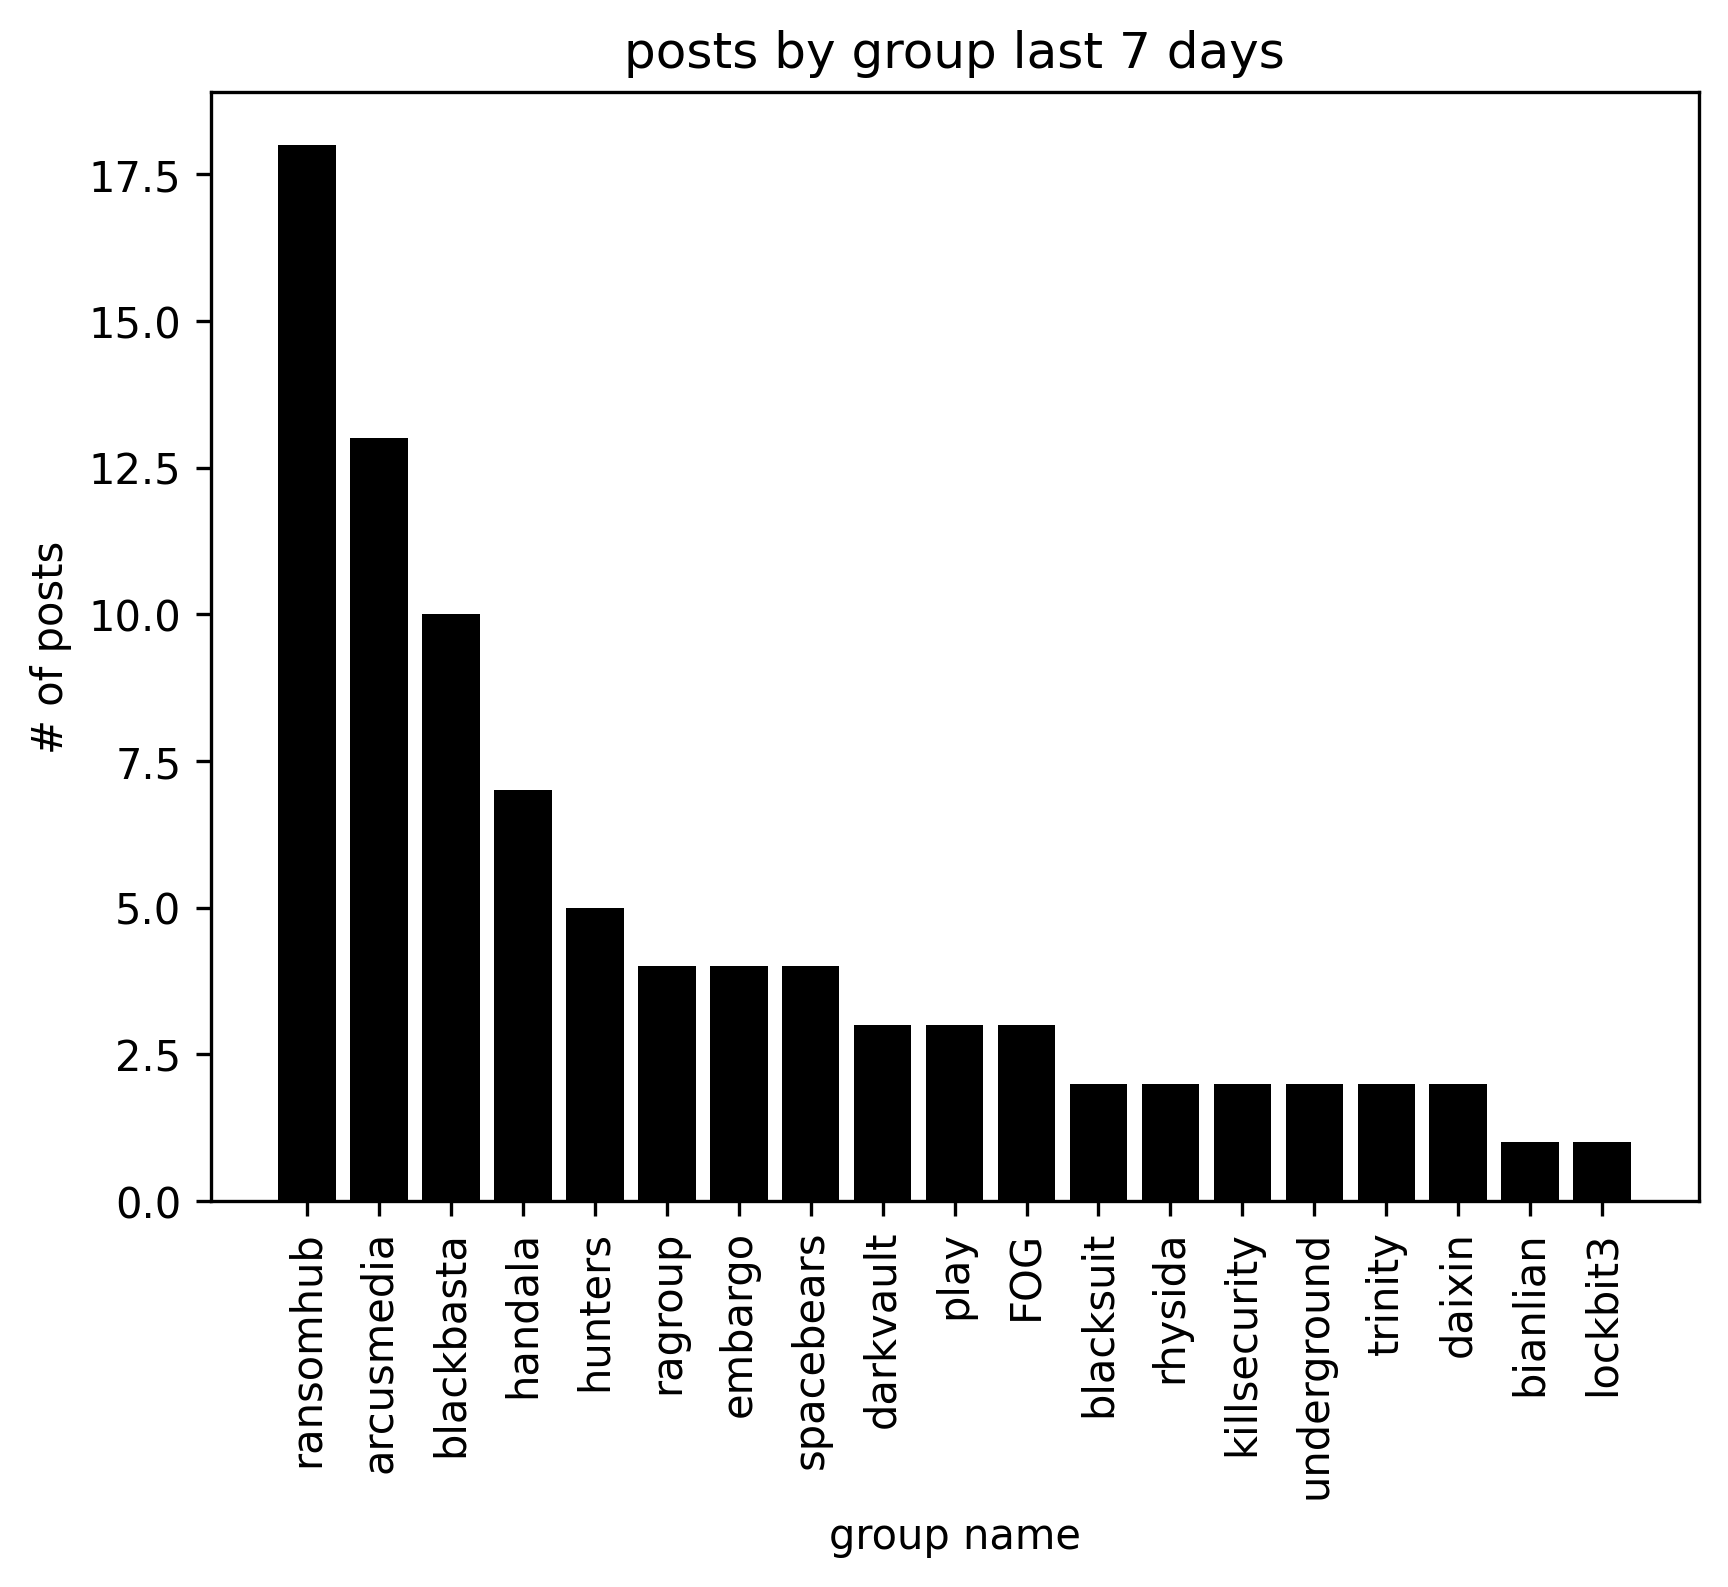 posts by group last 7 days
17.5
15.0
12.5
10.0
7.5
5.0
2.5
0.0
# of posts
ransomhub
arcusmedia
blackbasta
handala
hunters
ragroup
embargo
spacebears
darkvault
play
FOG
blacksuit
rhysida
killsecurity
underground
trinity
daixin
bianlian
lockbit3
group name